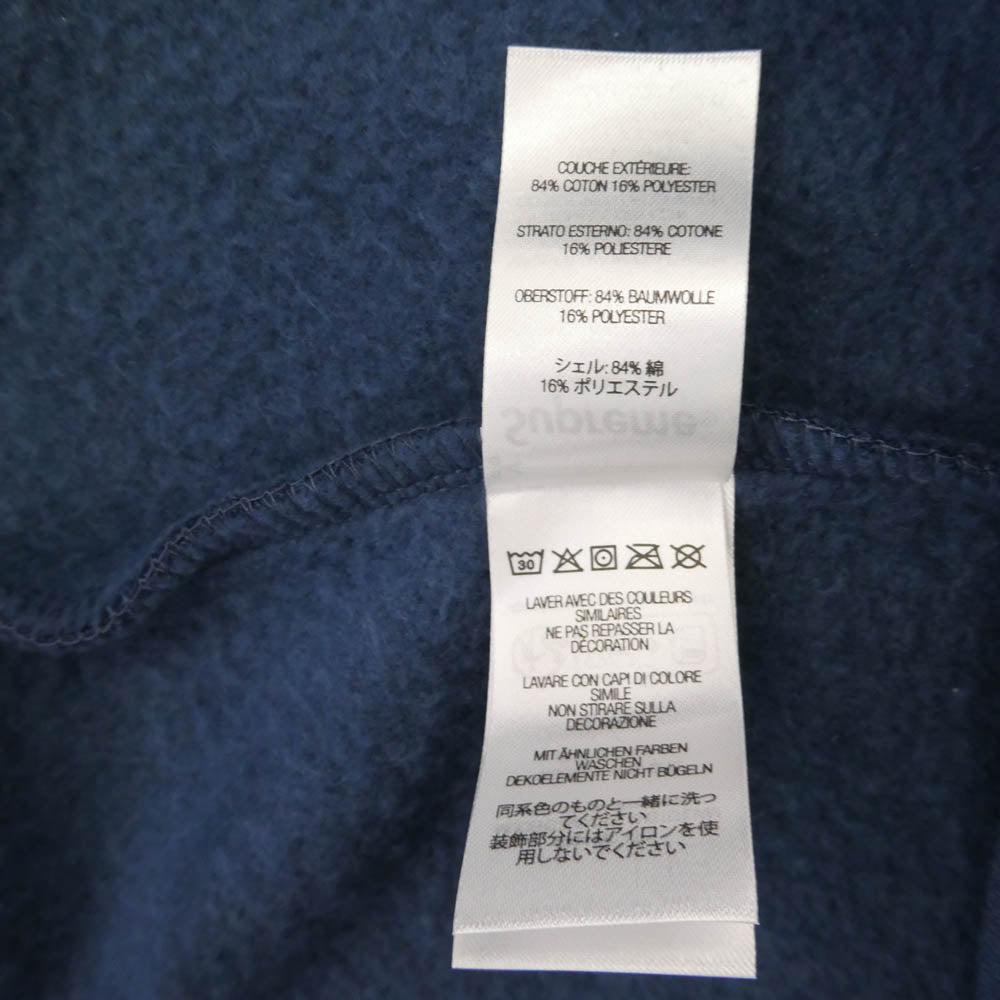 COUCHE EXTÉRIEURE:
84% COTON 16% POLYESTER
STRATO ESTERNO: 84% COTONE
16% POLIESTERE
OBERSTOFF: 84% BAUMWOLLE
16% POLYESTER
シェル: 84% 綿
16% ポリエステル
Supreme
30
LAVER AVEC DES COULEURS
SIMILAIRES
NE PAS REPASSER LA
DÉCORATION
LAVARE CON CAPI DI COLORE
SIMILE
NON STIRARE SULLA
DECORAZIONE
MIT ÄHNLICHEN FARBEN
WASCHEN
DEKOELEMENTE NICHT BÜGELN
同系色のものと一緒に洗っ
てください
装飾部分にはアイロンを使
用しないでください